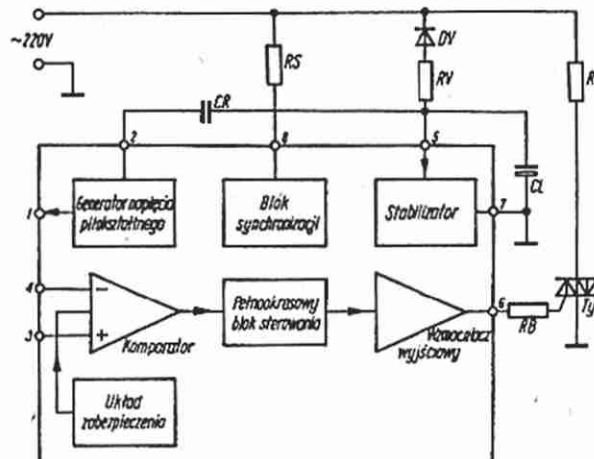 ~220V
RS
DV
RV
R
CR
2
8
5
1
Generator napięcia
piłokształtnego
Blok
synchronizacji
Stabilizator
7
CL
4
−
3
+
Komparator
Pełnookresowy
blok sterowania
Wzmacniacz
wyjściowy
6
RB
Ty
Układ
zabezpieczenia